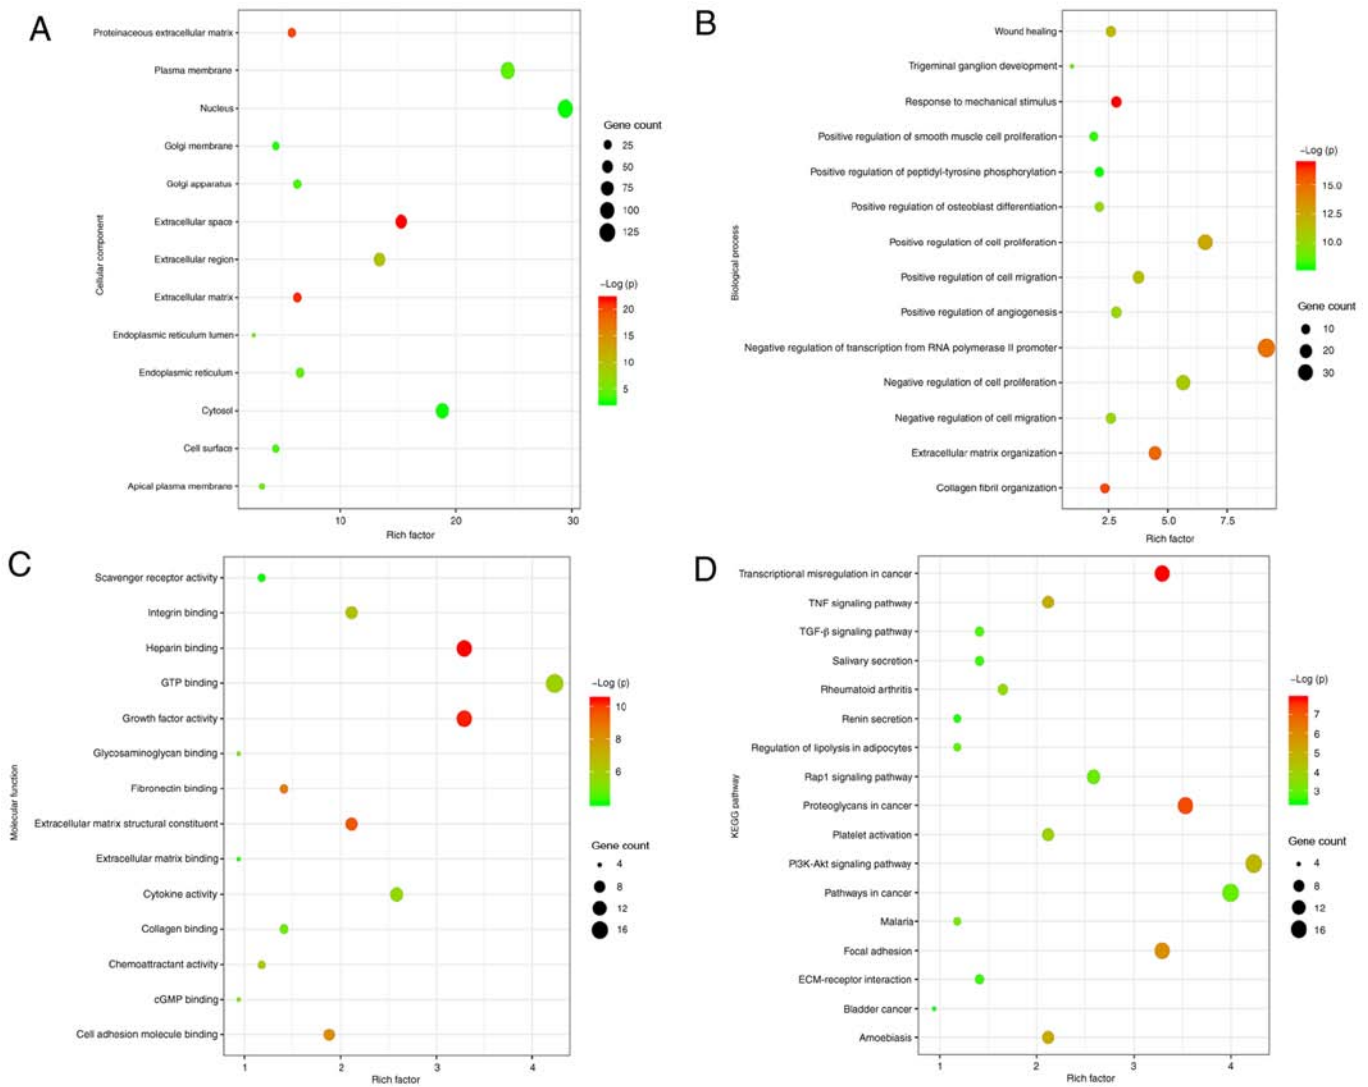 A
Proteinaceous extracellular matrix
Plasma membrane
Nucleus
Golgi membrane
Golgi apparatus
Extracellular space
Extracellular region
Extracellular matrix
Endoplasmic reticulum lumen
Endoplasmic reticulum
Cytosol
Cell surface
Apical plasma membrane
Cellular component
10 20 30
Rich factor
Gene count
25
50
75
100
125
−Log (p)
20
15
10
5
B
Wound healing
Trigeminal ganglion development
Response to mechanical stimulus
Positive regulation of smooth muscle cell proliferation
Positive regulation of peptidyl-tyrosine phosphorylation
Positive regulation of osteoblast differentiation
Positive regulation of cell proliferation
Positive regulation of cell migration
Positive regulation of angiogenesis
Negative regulation of transcription from RNA polymerase II promoter
Negative regulation of cell proliferation
Negative regulation of cell migration
Extracellular matrix organization
Collagen fibril organization
Biological process
2.5 5.0 7.5
Rich factor
−Log (p)
15.0
12.5
10.0
Gene count
10
20
30
C
Scavenger receptor activity
Integrin binding
Heparin binding
GTP binding
Growth factor activity
Glycosaminoglycan binding
Fibronectin binding
Extracellular matrix structural constituent
Extracellular matrix binding
Cytokine activity
Collagen binding
Chemoattractant activity
cGMP binding
Cell adhesion molecule binding
Molecular function
1 2 3 4
Rich factor
−Log (p)
10
8
6
Gene count
4
8
12
16
D
Transcriptional misregulation in cancer
TNF signaling pathway
TGF-β signaling pathway
Salivary secretion
Rheumatoid arthritis
Renin secretion
Regulation of lipolysis in adipocytes
Rap1 signaling pathway
Proteoglycans in cancer
Platelet activation
PI3K-Akt signaling pathway
Pathways in cancer
Malaria
Focal adhesion
ECM-receptor interaction
Bladder cancer
Amoebiasis
KEGG pathway
1 2 3 4
Rich factor
−Log (p)
7
6
5
4
3
Gene count
4
8
12
16